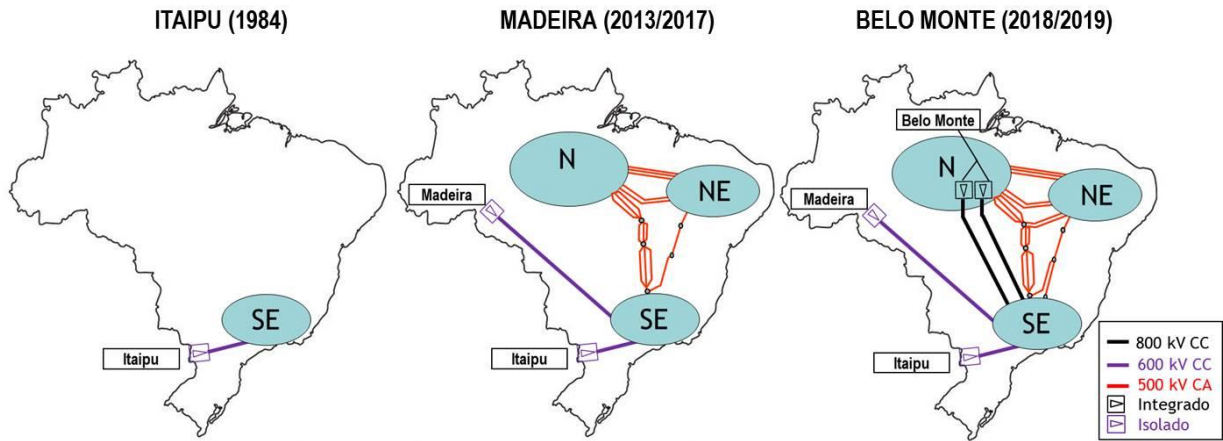 ITAIPU (1984)
SE
Itaipu
MADEIRA (2013/2017)
N
NE
Madeira
SE
Itaipu
BELO MONTE (2018/2019)
Belo Monte
N
NE
Madeira
SE
Itaipu
800 kV CC
600 kV CC
500 kV CA
Integrado
Isolado